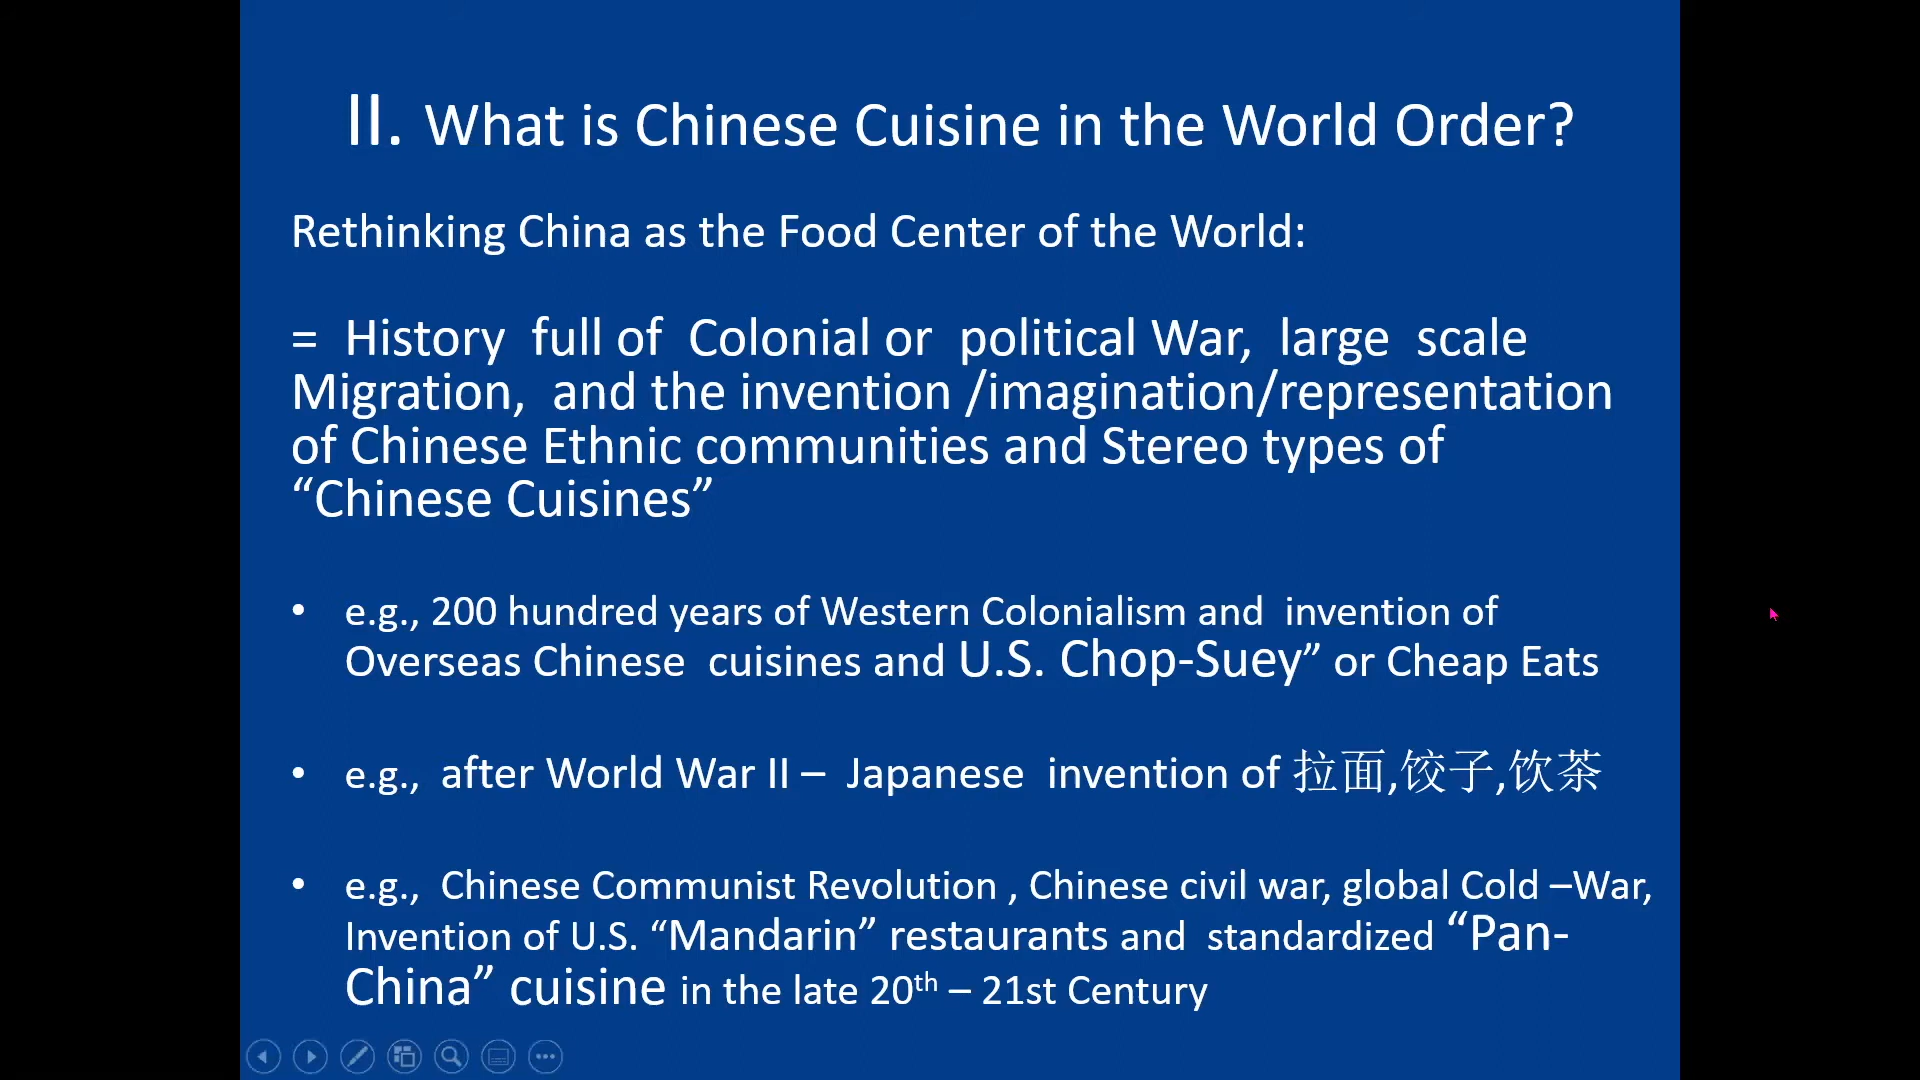 II. What is Chinese Cuisine in the World Order?
Rethinking China as the Food Center of the World:
= History full of Colonial or political War, large scale
Migration, and the invention /imagination/representation
of Chinese Ethnic communities and Stereo types of
“Chinese Cuisines”
• e.g., 200 hundred years of Western Colonialism and invention of
Overseas Chinese cuisines and U.S. Chop-Suey” or Cheap Eats
• e.g., after World War II – Japanese invention of 拉面,饺子,饮茶
• e.g., Chinese Communist Revolution , Chinese civil war, global Cold –War,
Invention of U.S. “Mandarin” restaurants and standardized “Pan-
China” cuisine in the late 20th – 21st Century